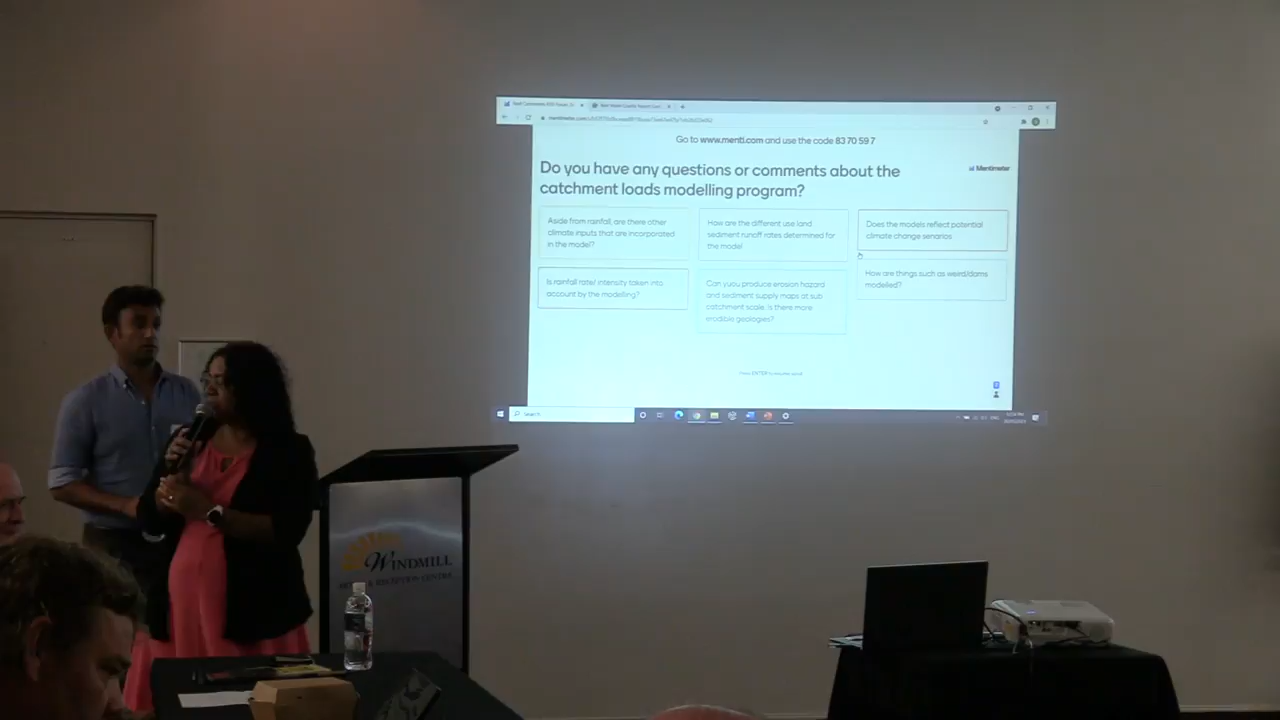 Go to www.menti.com and use the code 83 70 59 7
Do you have any questions or comments about the
catchment loads modelling program?
Mentimeter
Aside from rainfall, are there other
climate inputs that are incorporated
in the model?
How are the different use land
sediment runoff rates determined for
the model
Does the models reflect potential
climate change senarios
Is rainfall rate/ intensity taken into
account by the modelling?
Can yuou produce erosion hazard
and sediment supply maps at sub
catchment scale, is there more
erodible geologies?
How are things such as weird/dams
modelled?
Search
WINDMILL
RECEPTION CENTRE